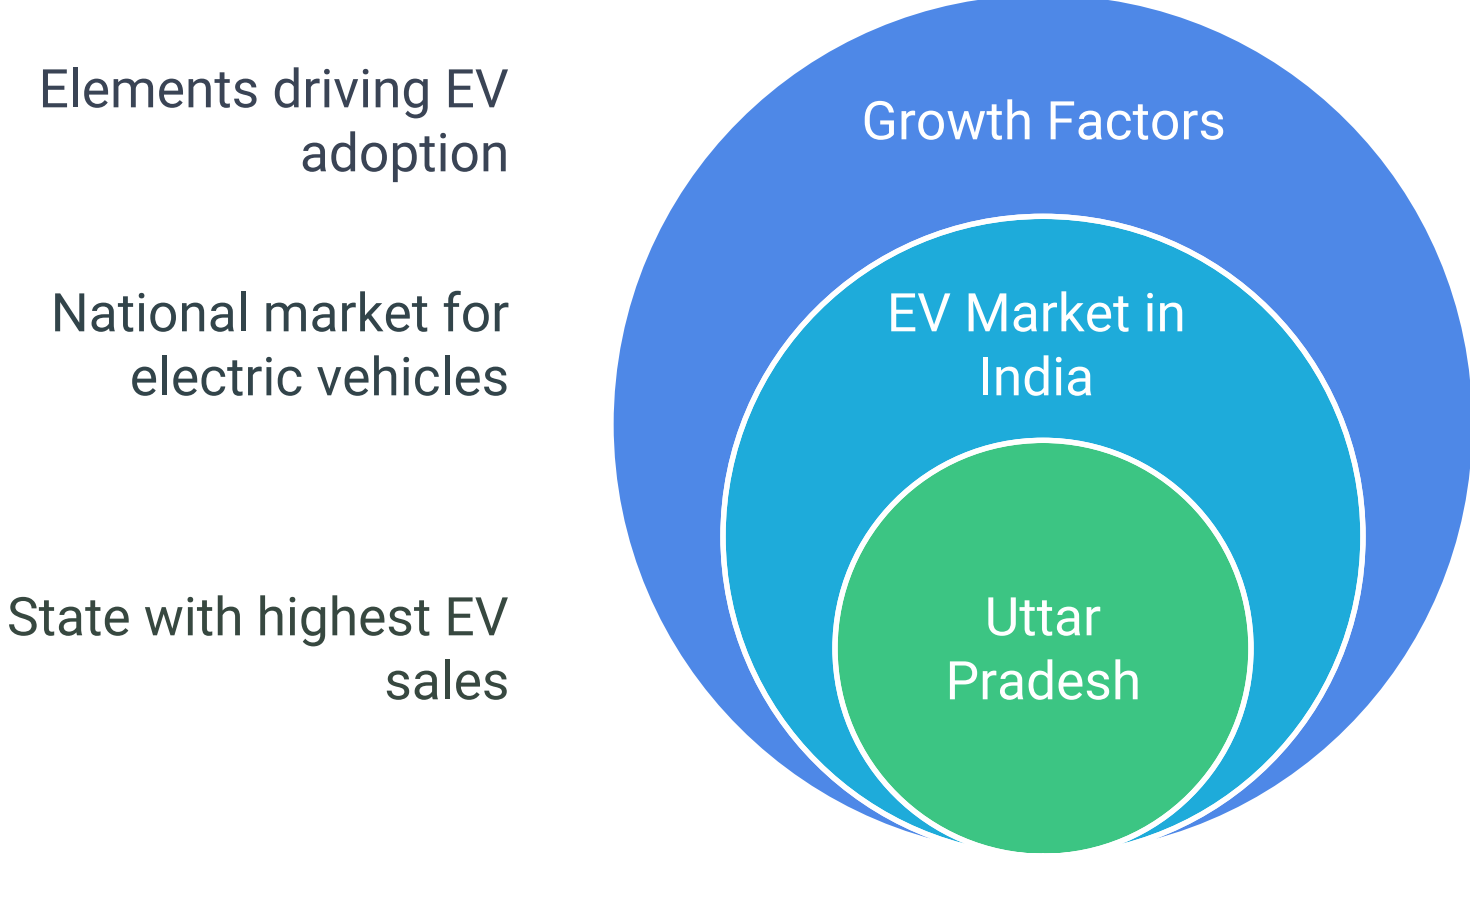 Elements driving EV
adoption
Growth Factors
National market for
electric vehicles
EV Market in
India
State with highest EV
sales
Uttar
Pradesh